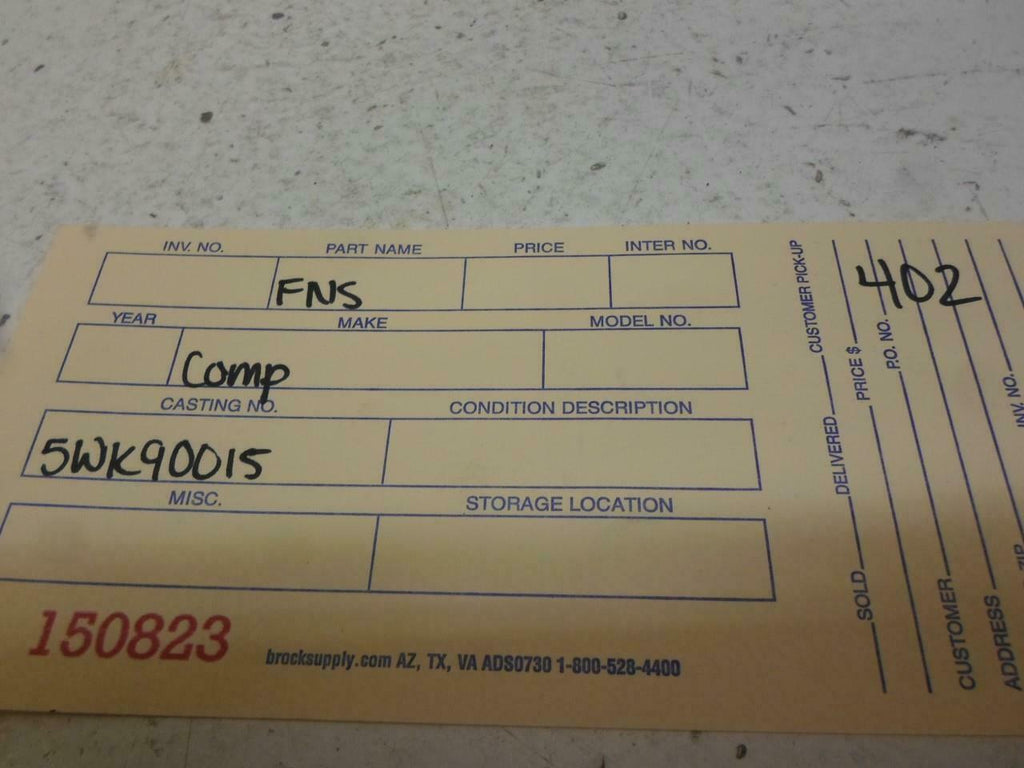 INV. NO. PART NAME PRICE INTER NO.
FNS
YEAR MAKE MODEL NO.
Comp
CASTING NO. CONDITION DESCRIPTION
5WK90015
MISC. STORAGE LOCATION
150823
brocksupply.com AZ, TX, VA ADS0730 1-800-528-4400
402
SOLD DELIVERED CUSTOMER PICK-UP
PRICE $
P.O. NO.
CUSTOMER
ADDRESS ZIP
INV. NO.